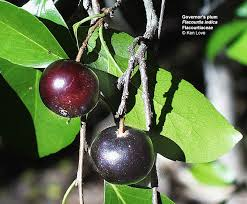 Governor's plum
Flacourtia indica
Flacourtiaceae
© Ken Love